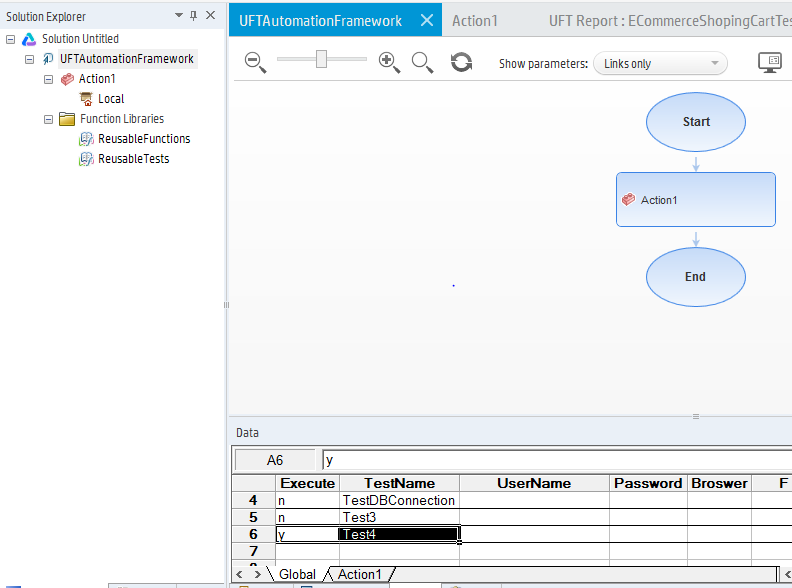 Solution Explorer
Solution Untitled
UFTAutomationFramework
Action1
Local
Function Libraries
ReusableFunctions
ReusableTests
UFTAutomationFramework Action1 UFT Report : ECommerceShopingCartTes
Show parameters: Links only
Start
Action1
End
Data
A6 y
Execute TestName UserName Password Broswer F
4 n TestDBConnection
5 n Test3
6 y Test4
7
Global Action1